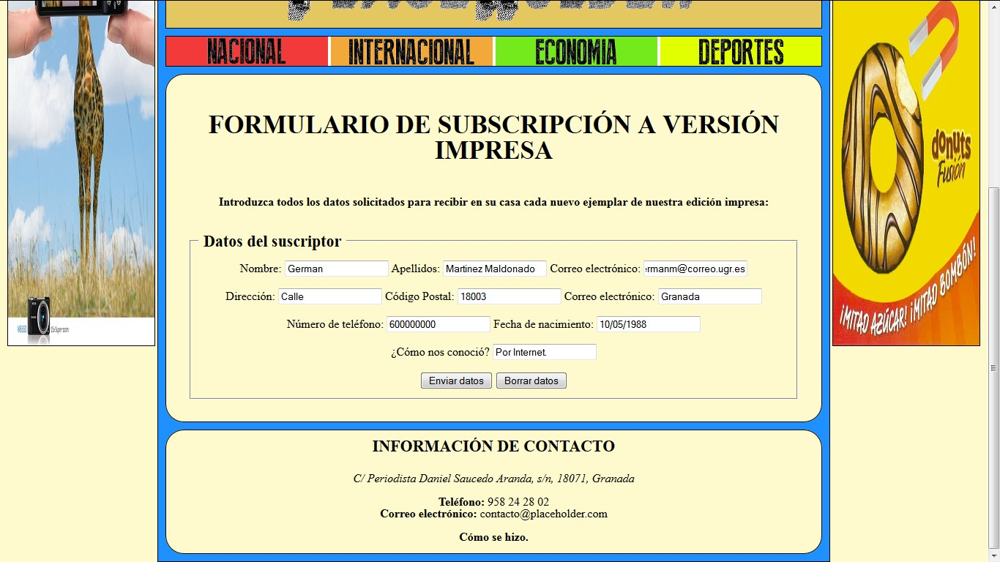 NACIONAL INTERNACIONAL ECONOMIA DEPORTES
FORMULARIO DE SUBSCRIPCIÓN A VERSIÓN
IMPRESA
Introduzca todos los datos solicitados para recibir en su casa cada nuevo ejemplar de nuestra edición impresa:
Datos del suscriptor
Nombre: German Apellidos: Martinez Maldonado Correo electrónico: ermanm@correo.ugr.es
Dirección: Calle Código Postal: 18003 Correo electrónico: Granada
Número de teléfono: 600000000 Fecha de nacimiento: 10/05/1988
¿Cómo nos conoció? Por Internet.
Enviar datos Borrar datos
INFORMACIÓN DE CONTACTO
C/ Periodista Daniel Saucedo Aranda, s/n, 18071, Granada
Teléfono: 958 24 28 02
Correo electrónico: contacto@placeholder.com
Cómo se hizo.
donuts
Fusión
¡MITAD AZÚCAR! ¡MITAD BOMBÓN!